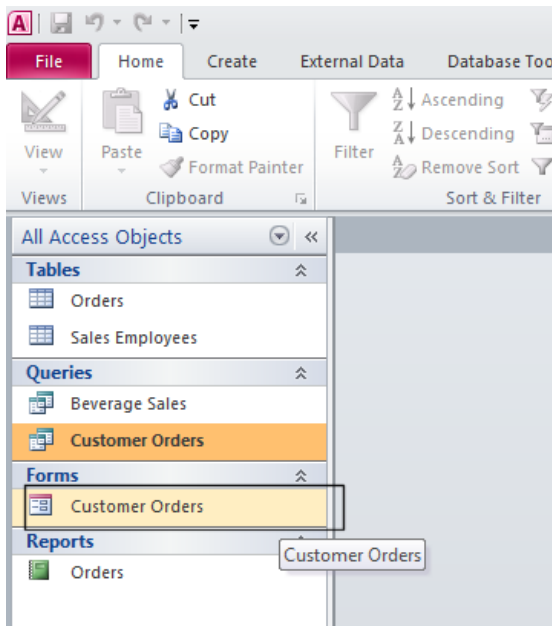 A
File Home Create External Data Database Too
View
Paste
Cut
Copy
Format Painter
Filter
Ascending
Descending
Remove Sort
Views Clipboard Sort & Filter
All Access Objects
Tables
Orders
Sales Employees
Queries
Beverage Sales
Customer Orders
Forms
Customer Orders
Reports
Customer Orders
Orders